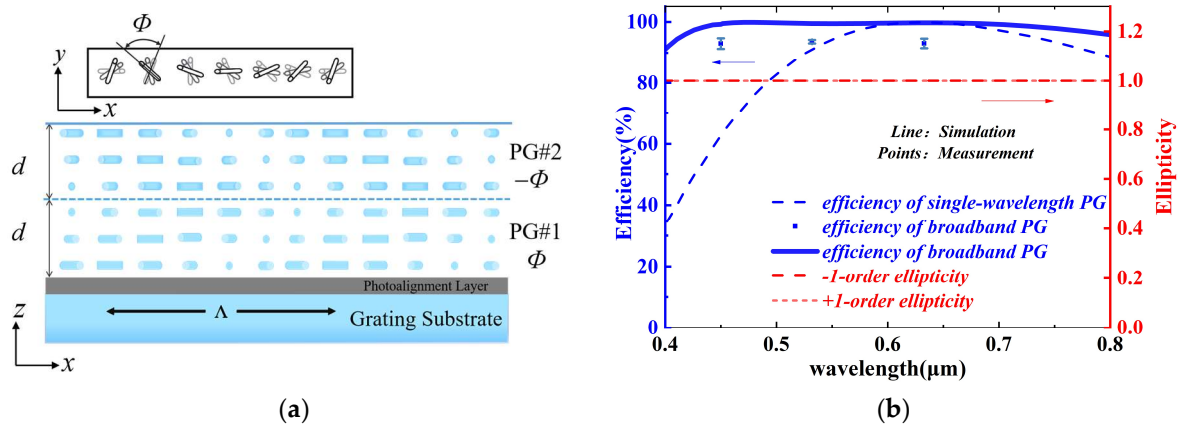 Φ
y
x
d
PG#2
−Φ
d
PG#1
Φ
Photoalignment Layer
Λ
Grating Substrate
z
x
(a)
Efficiency(%)
100
80
60
40
20
0
0.4
0.5
0.6
0.7
0.8
wavelength(μm)
1.2
1.0
0.8
0.6
0.4
0.2
0.0
Ellipticity
Line: Simulation
Points: Measurement
efficiency of single-wavelength PG
efficiency of broadband PG
efficiency of broadband PG
-1-order ellipticity
+1-order ellipticity
(b)